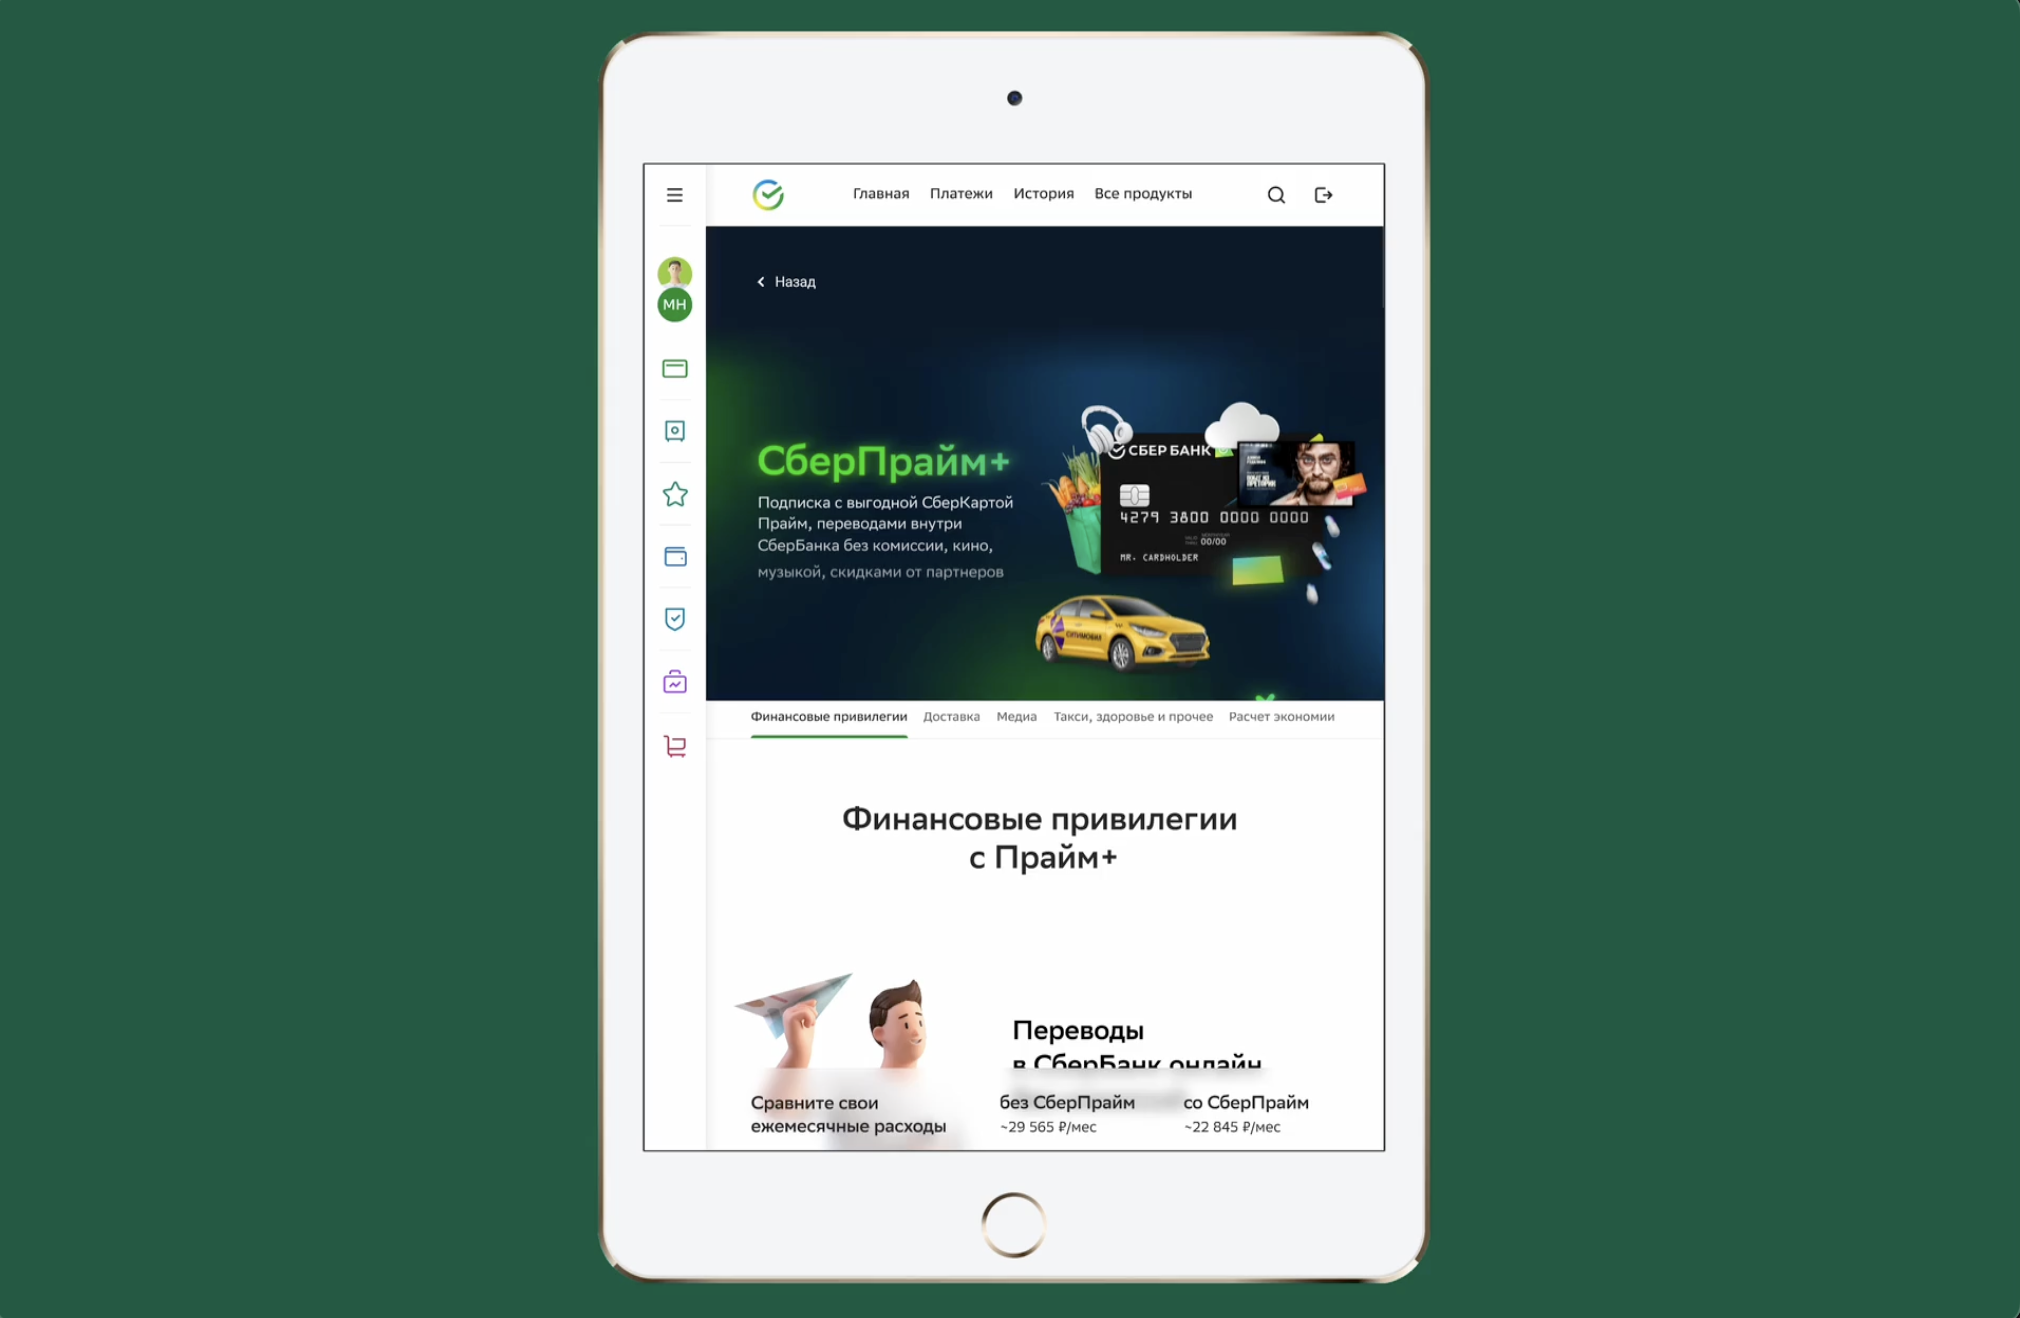 Главная Платежи История Все продукты
МН
Назад
СберПрайм+
Подписка с выгодной СберКартой
Прайм, переводами внутри
СберБанка без комиссии, кино,
музыкой, скидками от партнеров
СБЕР БАНК
4279 3800 0000 0000
00/00
MR. CARDHOLDER
СИТИМОБИЛ
Финансовые привилегии Доставка Медиа Такси, здоровье и прочее Расчет экономии
Финансовые привилегии
с Прайм+
Переводы
в СберБанк онлайн
Сравните свои
ежемесячные расходы
без СберПрайм
~29 565 ₽/мес
со СберПрайм
~22 845 ₽/мес